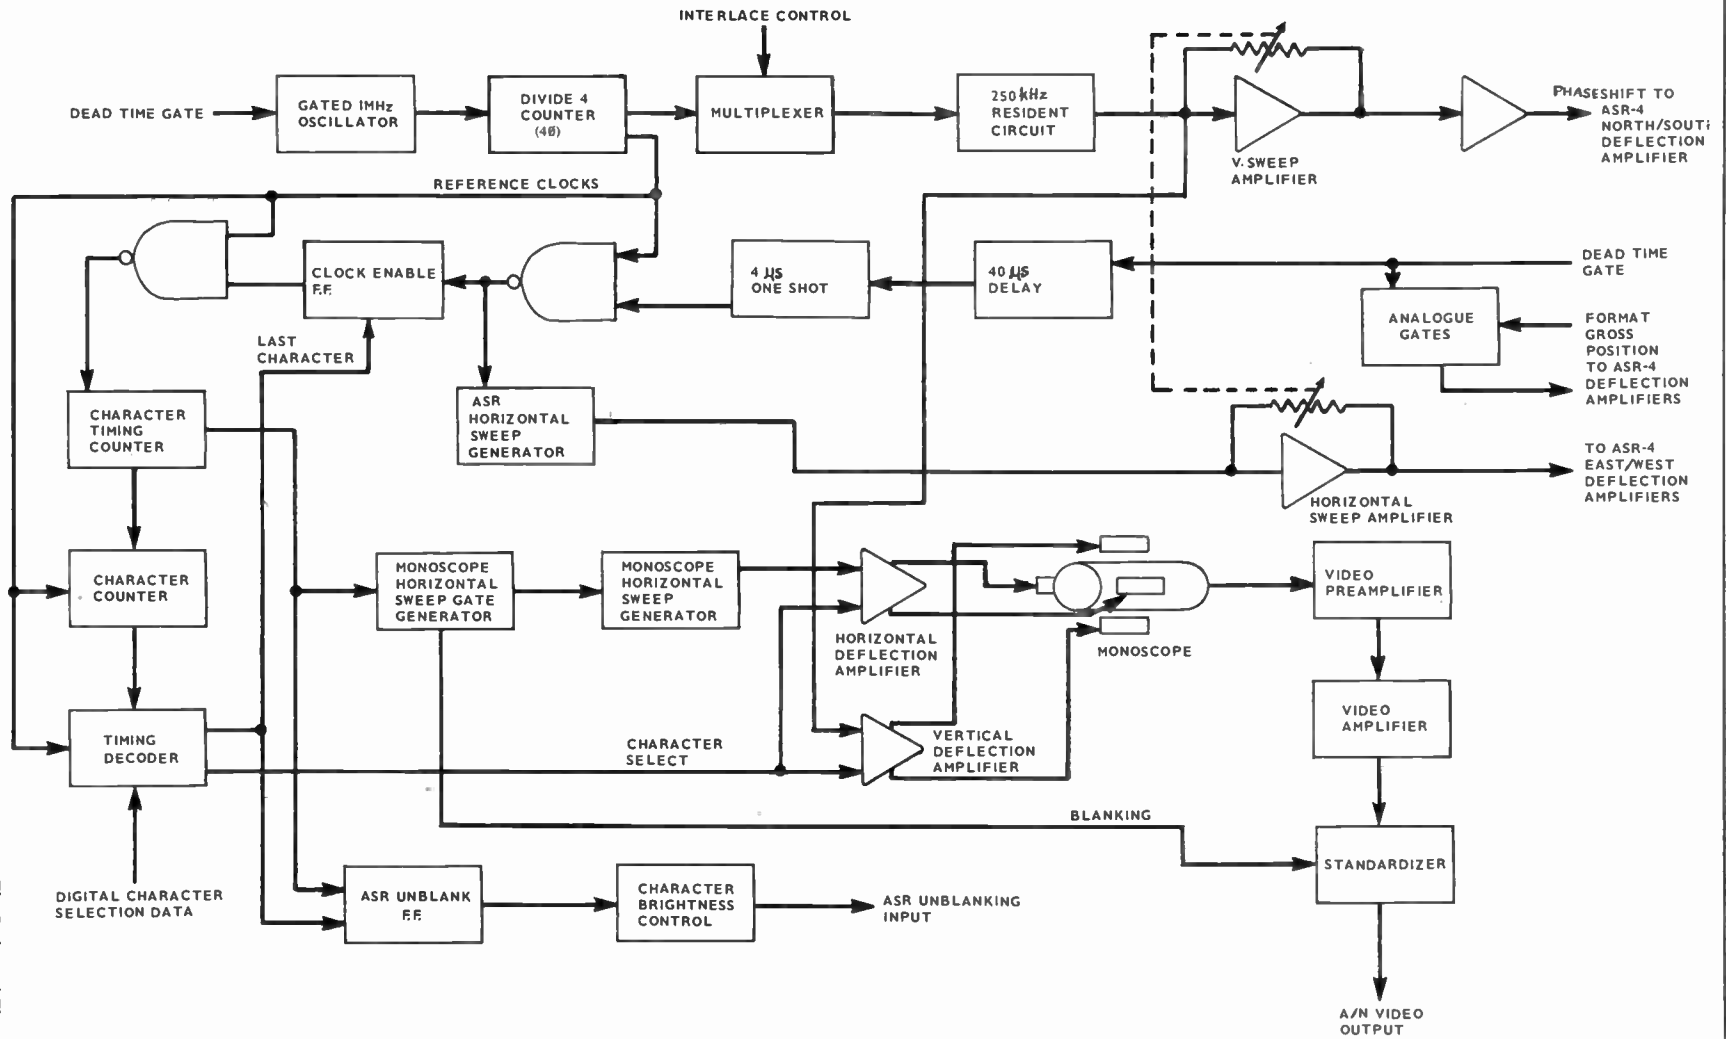 INTERLACE CONTROL
DEAD TIME GATE
GATED 1MHz
OSCILLATOR
DIVIDE 4
COUNTER
(4Ø)
MULTIPLEXER
250 kHz
RESIDENT
CIRCUIT
V. SWEEP
AMPLIFIER
PHASESHIFT TO
ASR-4
NORTH/SOUTH
DEFLECTION
AMPLIFIER
REFERENCE CLOCKS
CLOCK ENABLE
F.F.
4 µs
ONE SHOT
40 µs
DELAY
DEAD TIME
GATE
ANALOGUE
GATES
FORMAT
GROSS
POSITION
TO ASR-4
DEFLECTION
AMPLIFIERS
LAST
CHARACTER
CHARACTER
TIMING
COUNTER
ASR
HORIZONTAL
SWEEP
GENERATOR
TO ASR-4
EAST/WEST
DEFLECTION
AMPLIFIERS
HORIZONTAL
SWEEP AMPLIFIER
CHARACTER
COUNTER
MONOSCOPE
HORIZONTAL
SWEEP GATE
GENERATOR
MONOSCOPE
HORIZONTAL
SWEEP
GENERATOR
HORIZONTAL
DEFLECTION
AMPLIFIER
MONOSCOPE
VIDEO
PREAMPLIFIER
VIDEO
AMPLIFIER
TIMING
DECODER
CHARACTER
SELECT
VERTICAL
DEFLECTION
AMPLIFIER
BLANKING
STANDARDIZER
DIGITAL CHARACTER
SELECTION DATA
ASR UNBLANK
F.F.
CHARACTER
BRIGHTNESS
CONTROL
ASR UNBLANKING
INPUT
A/N VIDEO
OUTPUT